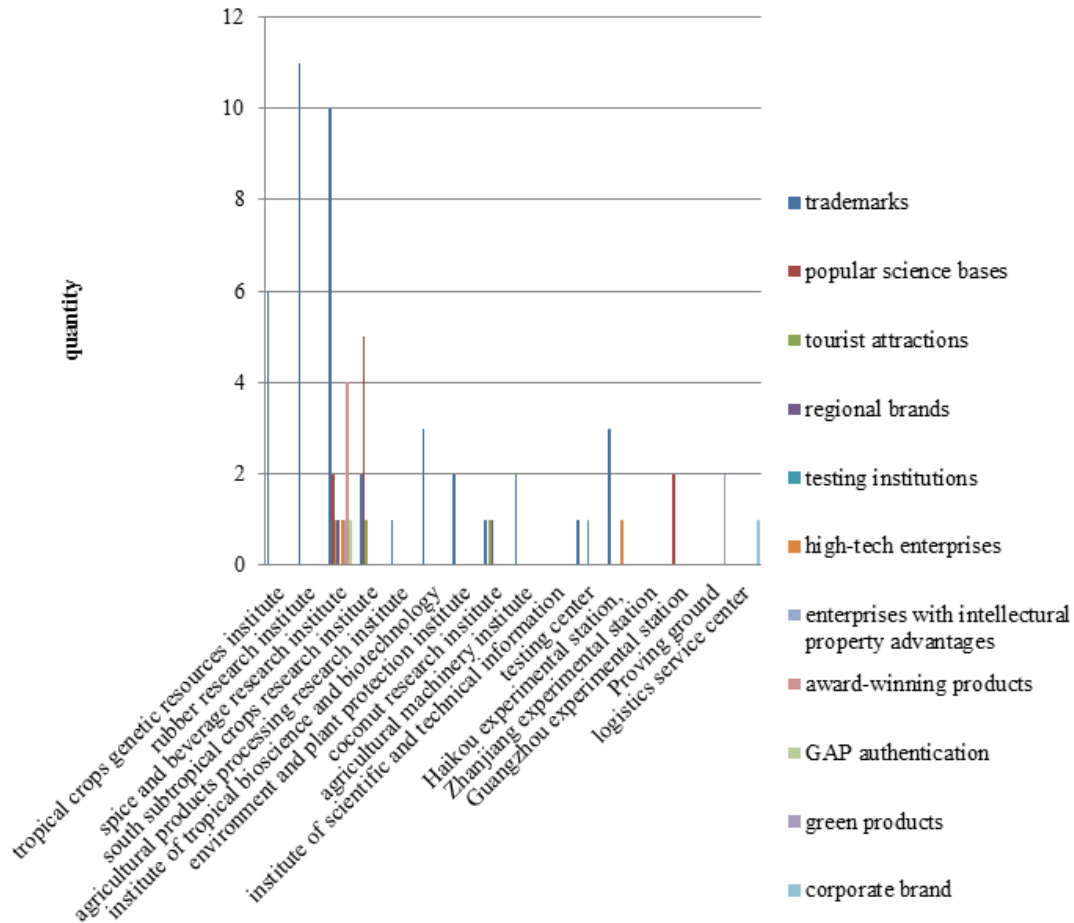 12
10
8
6
4
2
0
quantity
tropical crops genetic resources institute
rubber research institute
spice and beverage research institute
south subtropical crops research institute
agricultural products processing research institute
institute of tropical bioscience and biotechnology
environment and plant protection institute
coconut research institute
agricultural machinery institute
institute of scientific and technical information
testing center
Haikou experimental station,
Zhanjiang experimental station
Guangzhou experimental station
Proving ground
logistics service center
trademarks
popular science bases
tourist attractions
regional brands
testing institutions
high-tech enterprises
enterprises with intellectural
property advantages
award-winning products
GAP authentication
green products
corporate brand